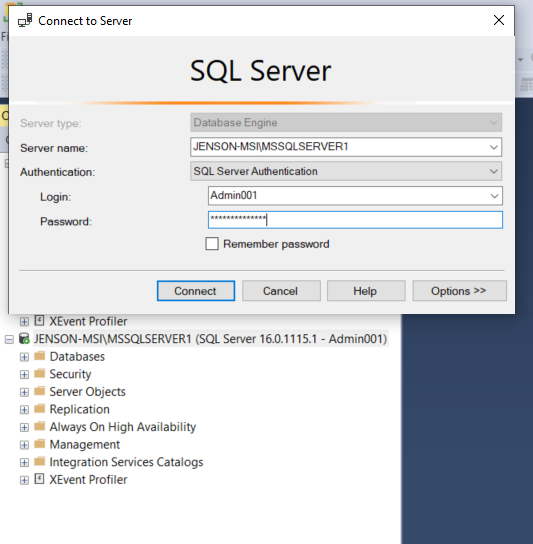 Connect to Server
SQL Server
Server type: Database Engine
Server name: JENSON-MSI\MSSQLSERVER1
Authentication: SQL Server Authentication
Login: Admin001
Password: **************
Remember password
Connect Cancel Help Options >>
XEvent Profiler
JENSON-MSI\MSSQLSERVER1 (SQL Server 16.0.1115.1 - Admin001)
Databases
Security
Server Objects
Replication
Always On High Availability
Management
Integration Services Catalogs
XEvent Profiler